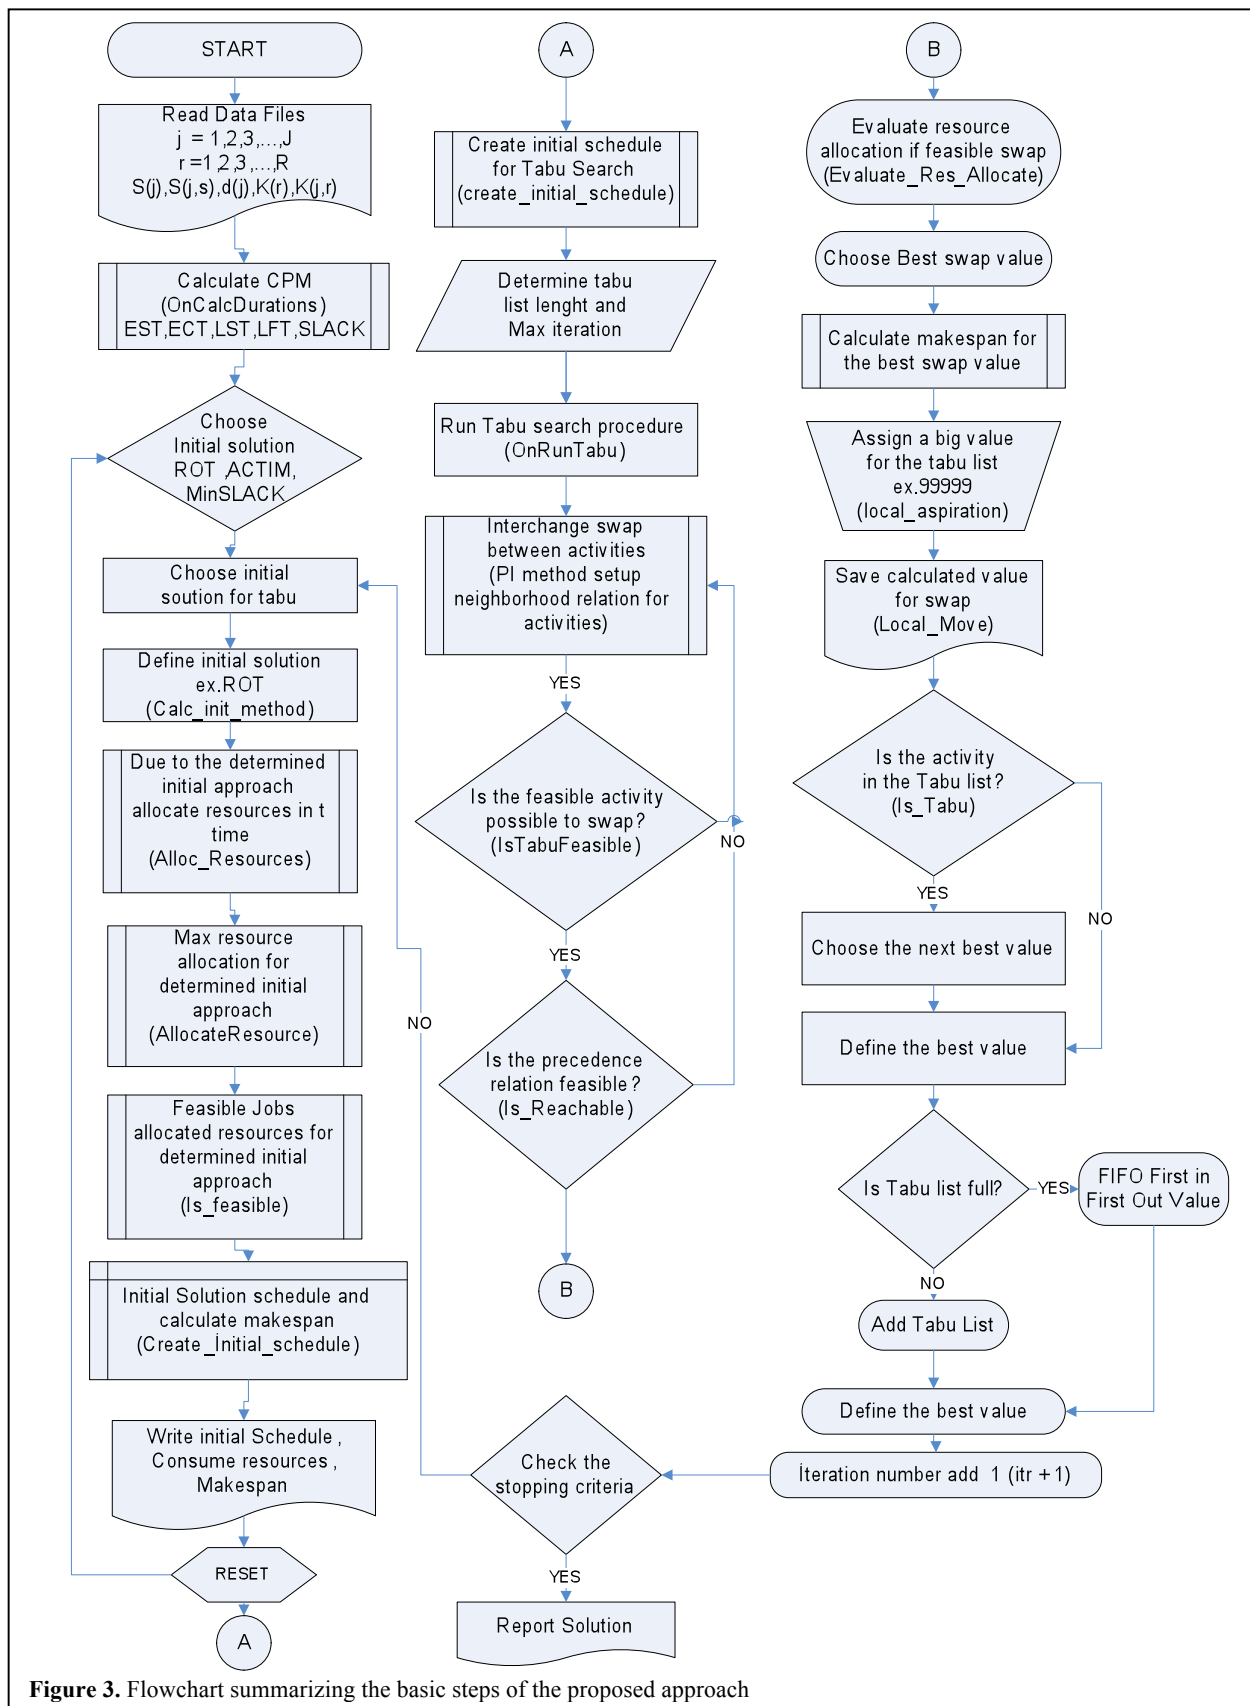 START
Read Data Files
j = 1,2,3,...,J
r =1,2,3,...,R
S(j),S(j,s),d(j),K(r),K(j,r)
Calculate CPM
(OnCalcDurations)
EST,ECT,LST,LFT,SLACK
Choose
Initial solution
ROT ,ACTIM,
MinSLACK
Choose initial
soution for tabu
Define initial solution
ex.ROT
(Calc_init_method)
Due to the determined
initial approach
allocate resources in t
time
(Alloc_Resources)
Max resource
allocation for
determined initial
approach
(AllocateResource)
Feasible Jobs
allocated resources for
determined initial
approach
(Is_feasible)
Initial Solution schedule and
calculate makespan
(Create_İnitial_schedule)
Write initial Schedule ,
Consume resources ,
Makespan
RESET
A
A
Create initial schedule
for Tabu Search
(create_initial_schedule)
Determine tabu
list lenght and
Max iteration
Run Tabu search procedure
(OnRunTabu)
Interchange swap
between activities
(PI method setup
neighborhood relation for
activities)
YES
Is the feasible activity
possible to swap?
(IsTabuFeasible)
NO
YES
Is the precedence
relation feasible?
(Is_Reachable)
B
NO
Check the
stopping criteria
YES
Report Solution
B
Evaluate resource
allocation if feasible swap
(Evaluate_Res_Allocate)
Choose Best swap value
Calculate makespan for
the best swap value
Assign a big value
for the tabu list
ex.99999
(local_aspiration)
Save calculated value
for swap
(Local_Move)
Is the activity
in the Tabu list?
(Is_Tabu)
YES
NO
Choose the next best value
Define the best value
Is Tabu list full?
YES
FIFO First in
First Out Value
NO
Add Tabu List
Define the best value
İteration number add 1 (itr +1)
Figure 3. Flowchart summarizing the basic steps of the proposed approach